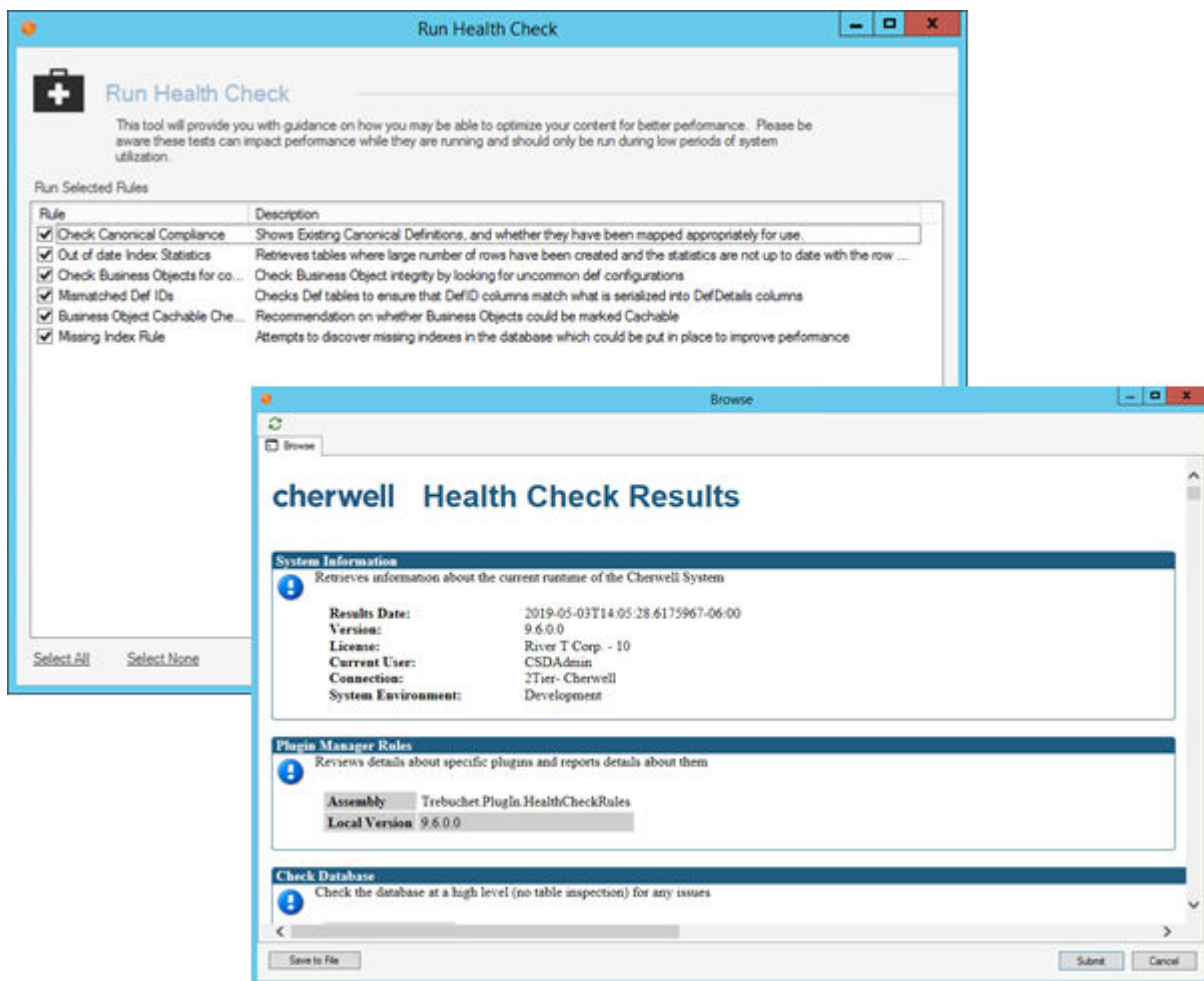 Run Health Check
Run Health Check
This tool will provide you with guidance on how you may be able to optimize your content for better performance. Please be
aware these tests can impact performance while they are running and should only be run during low periods of system
utilization.
Run Selected Rules
Rule Description
Check Canonical Compliance Shows Existing Canonical Definitions, and whether they have been mapped appropriately for use.
Out of date Index Statistics Retrieves tables where large number of rows have been created and the statistics are not up to date with the row ...
Check Business Objects for co... Check Business Object integrity by looking for uncommon def configurations
Mismatched Def IDs Checks Def tables to ensure that DefID columns match what is serialized into DefDetails columns
Business Object Cachable Che... Recommendation on whether Business Objects could be marked Cachable
Missing Index Rule Attempts to discover missing indexes in the database which could be put in place to improve performance
Select All Select None
Browse
Browse
cherwell Health Check Results
System Information
Retrieves information about the current runtime of the Cherwell System
Results Date: 2019-05-03T14:05:28.6175967-06:00
Version: 9.6.0.0
License: River T Corp. - 10
Current User: CSDAdmin
Connection: 2Tier- Cherwell
System Environment: Development
Plugin Manager Rules
Reviews details about specific plugins and reports details about them
Assembly Trebuchet.PlugIn.HealthCheckRules
Local Version 9.6.0.0
Check Database
Check the database at a high level (no table inspection) for any issues
Save to File Submit Cancel